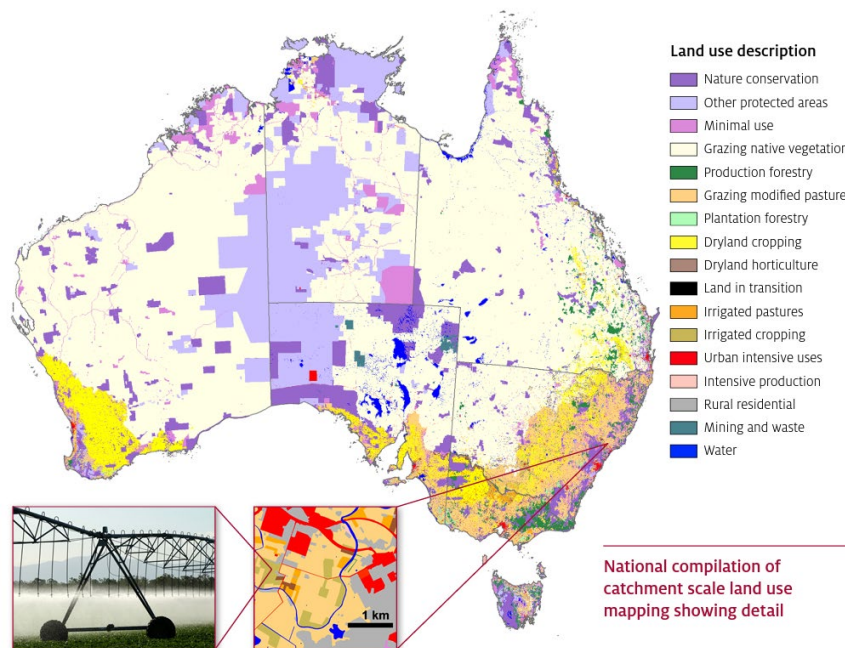 Land use description
Nature conservation
Other protected areas
Minimal use
Grazing native vegetation
Production forestry
Grazing modified pasture
Plantation forestry
Dryland cropping
Dryland horticulture
Land in transition
Irrigated pastures
Irrigated cropping
Urban intensive uses
Intensive production
Rural residential
Mining and waste
Water
1 km
National compilation of
catchment scale land use
mapping showing detail